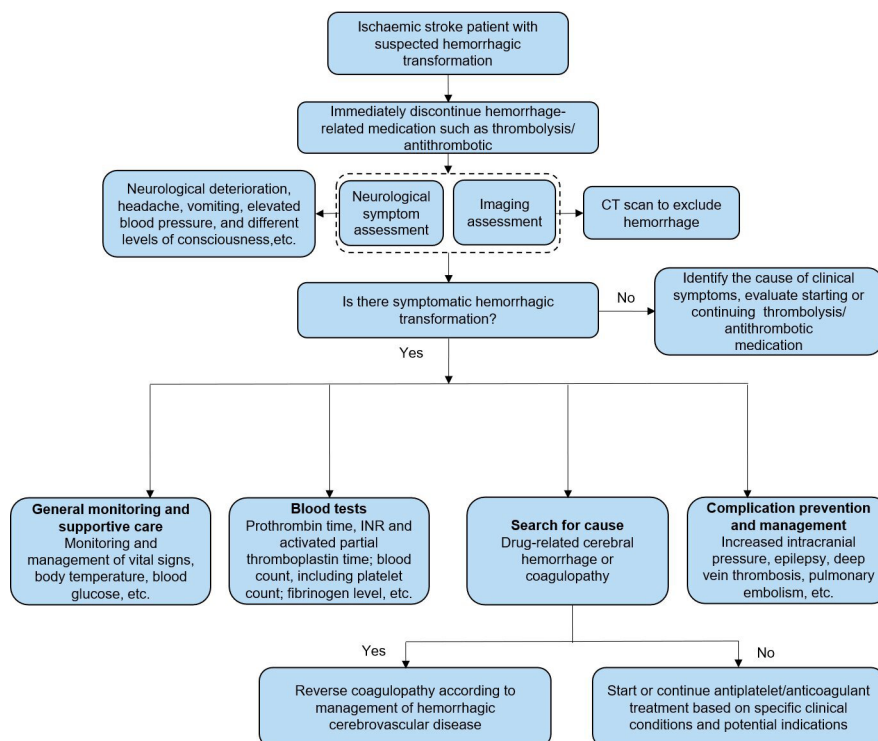 Ischaemic stroke patient with
suspected hemorrhagic
transformation
Immediately discontinue hemorrhage-
related medication such as thrombolysis/
antithrombotic
Neurological deterioration,
headache, vomiting, elevated
blood pressure, and different
levels of consciousness,etc.
Neurological
symptom
assessment
Imaging
assessment
CT scan to exclude
hemorrhage
Is there symptomatic hemorrhagic
transformation?
No
Identify the cause of clinical
symptoms, evaluate starting or
continuing thrombolysis/
antithrombotic
medication
Yes
General monitoring and
supportive care
Monitoring and
management of vital signs,
body temperature, blood
glucose, etc.
Blood tests
Prothrombin time, INR and
activated partial
thromboplastin time; blood
count, including platelet
count; fibrinogen level, etc.
Search for cause
Drug-related cerebral
hemorrhage or
coagulopathy
Complication prevention
and management
Increased intracranial
pressure, epilepsy, deep
vein thrombosis, pulmonary
embolism, etc.
Yes
No
Reverse coagulopathy according to
management of hemorrhagic
cerebrovascular disease
Start or continue antiplatelet/anticoagulant
treatment based on specific clinical
conditions and potential indications